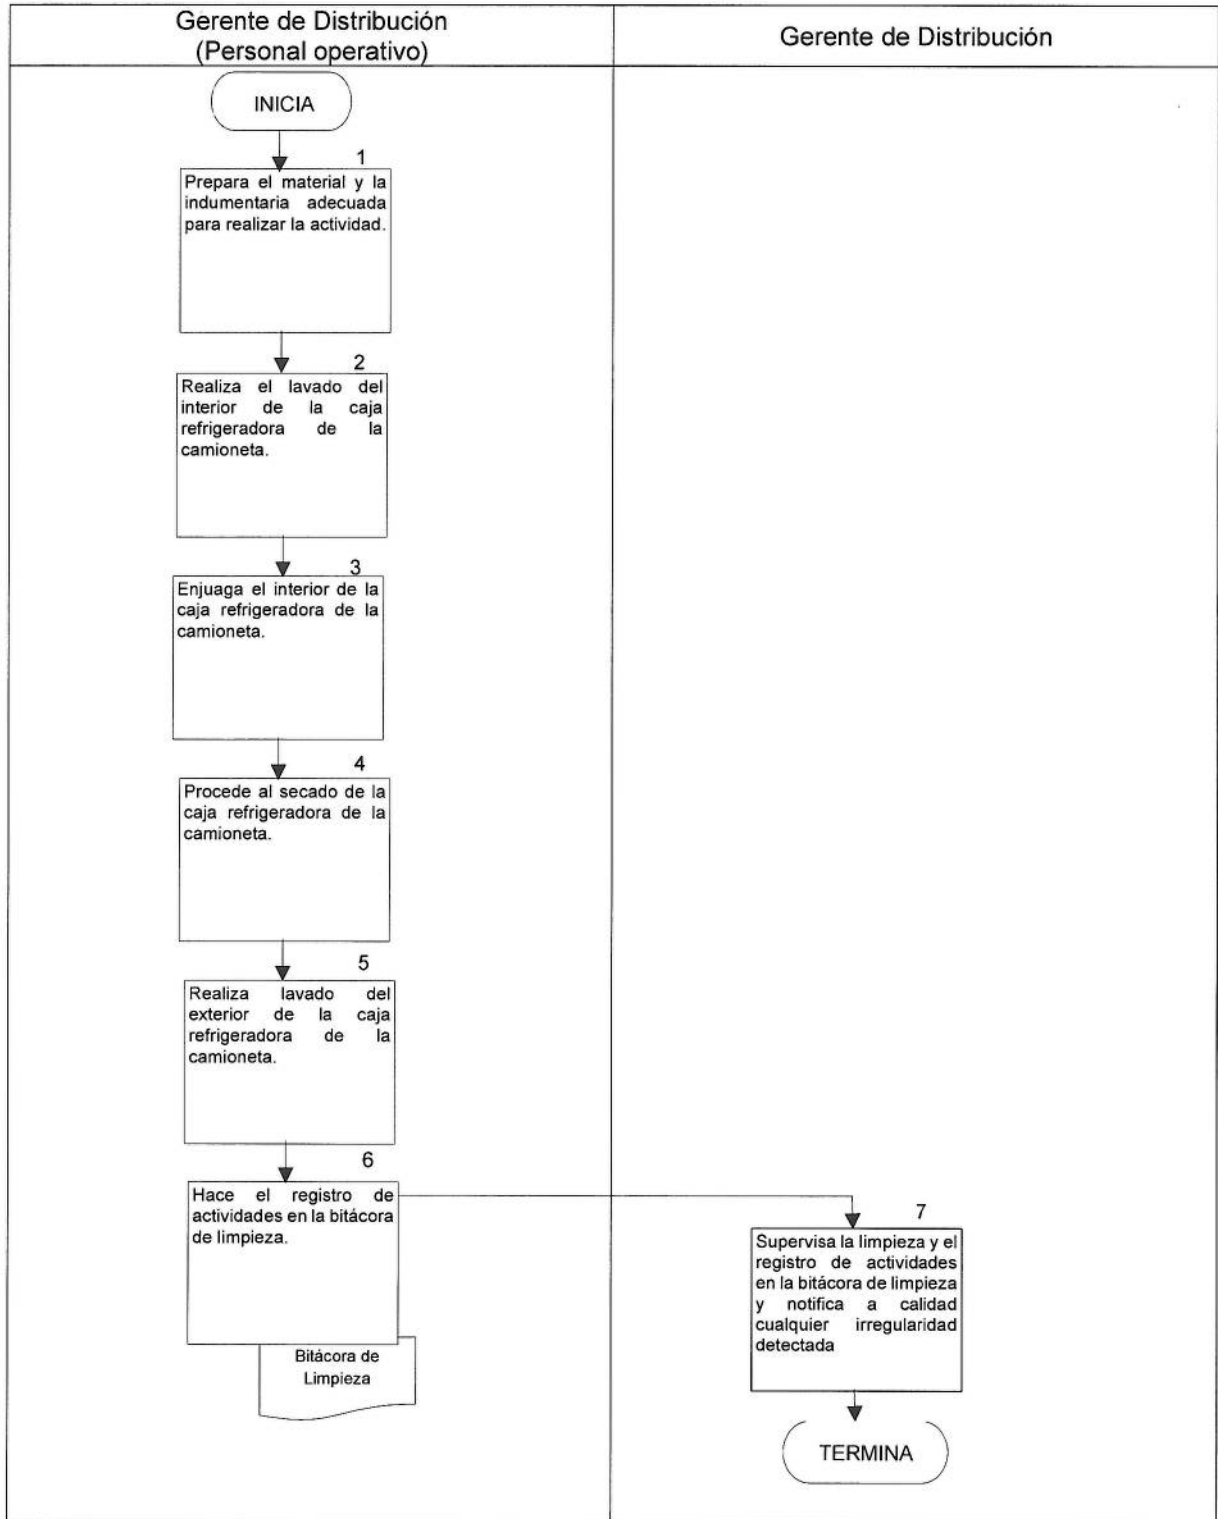 Gerente de Distribución
(Personal operativo)
Gerente de Distribución
INICIA
1
Prepara el material y la
indumentaria adecuada
para realizar la actividad.
2
Realiza el lavado del
interior de la caja
refrigeradora de la
camioneta.
3
Enjuaga el interior de la
caja refrigeradora de la
camioneta.
4
Procede al secado de la
caja refrigeradora de la
camioneta.
5
Realiza lavado del
exterior de la caja
refrigeradora de la
camioneta.
6
Hace el registro de
actividades en la bitácora
de limpieza.
Bitácora de
Limpieza
7
Supervisa la limpieza y el
registro de actividades
en la bitácora de limpieza
y notifica a calidad
cualquier irregularidad
detectada
TERMINA